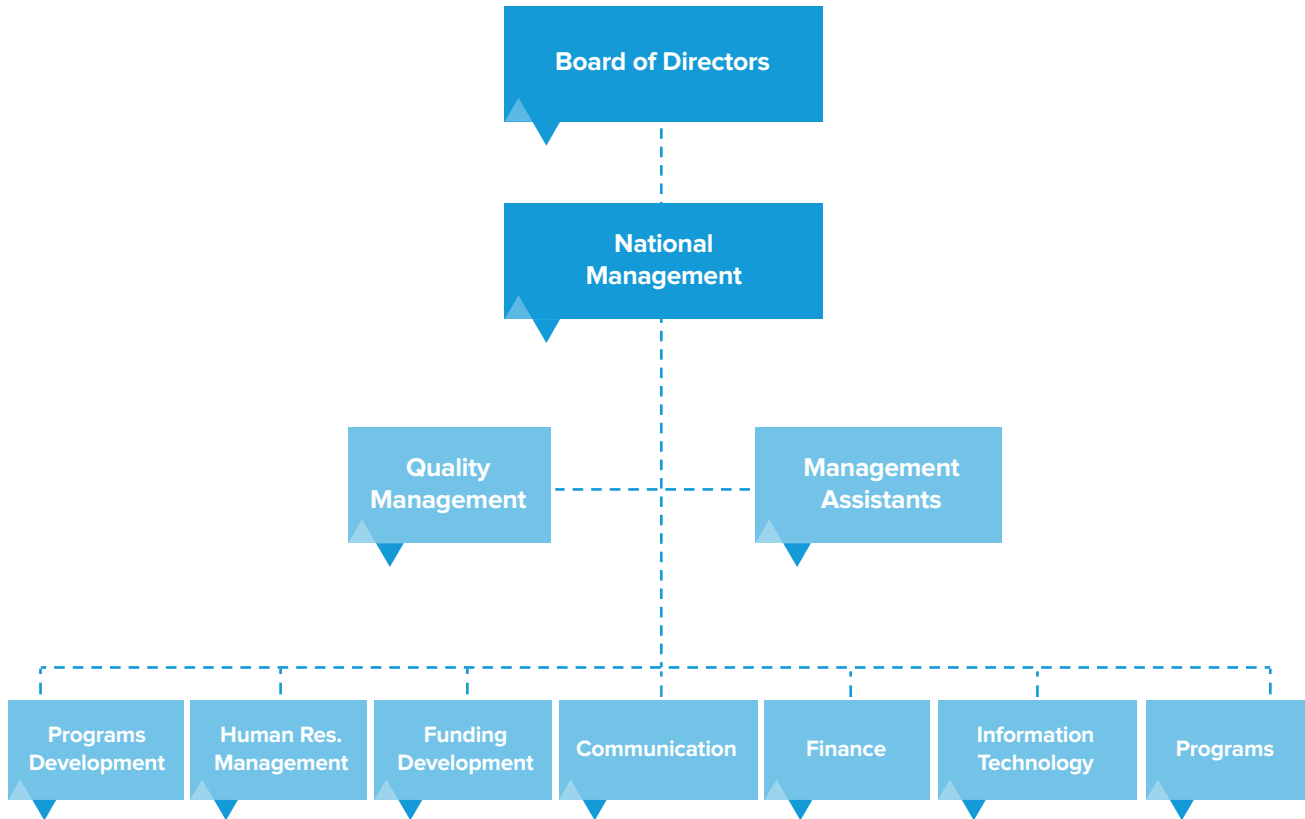 Board of Directors
National
Management
Quality
Management
Management
Assistants
Programs
Development
Human Res.
Management
Funding
Development
Communication
Finance
Information
Technology
Programs